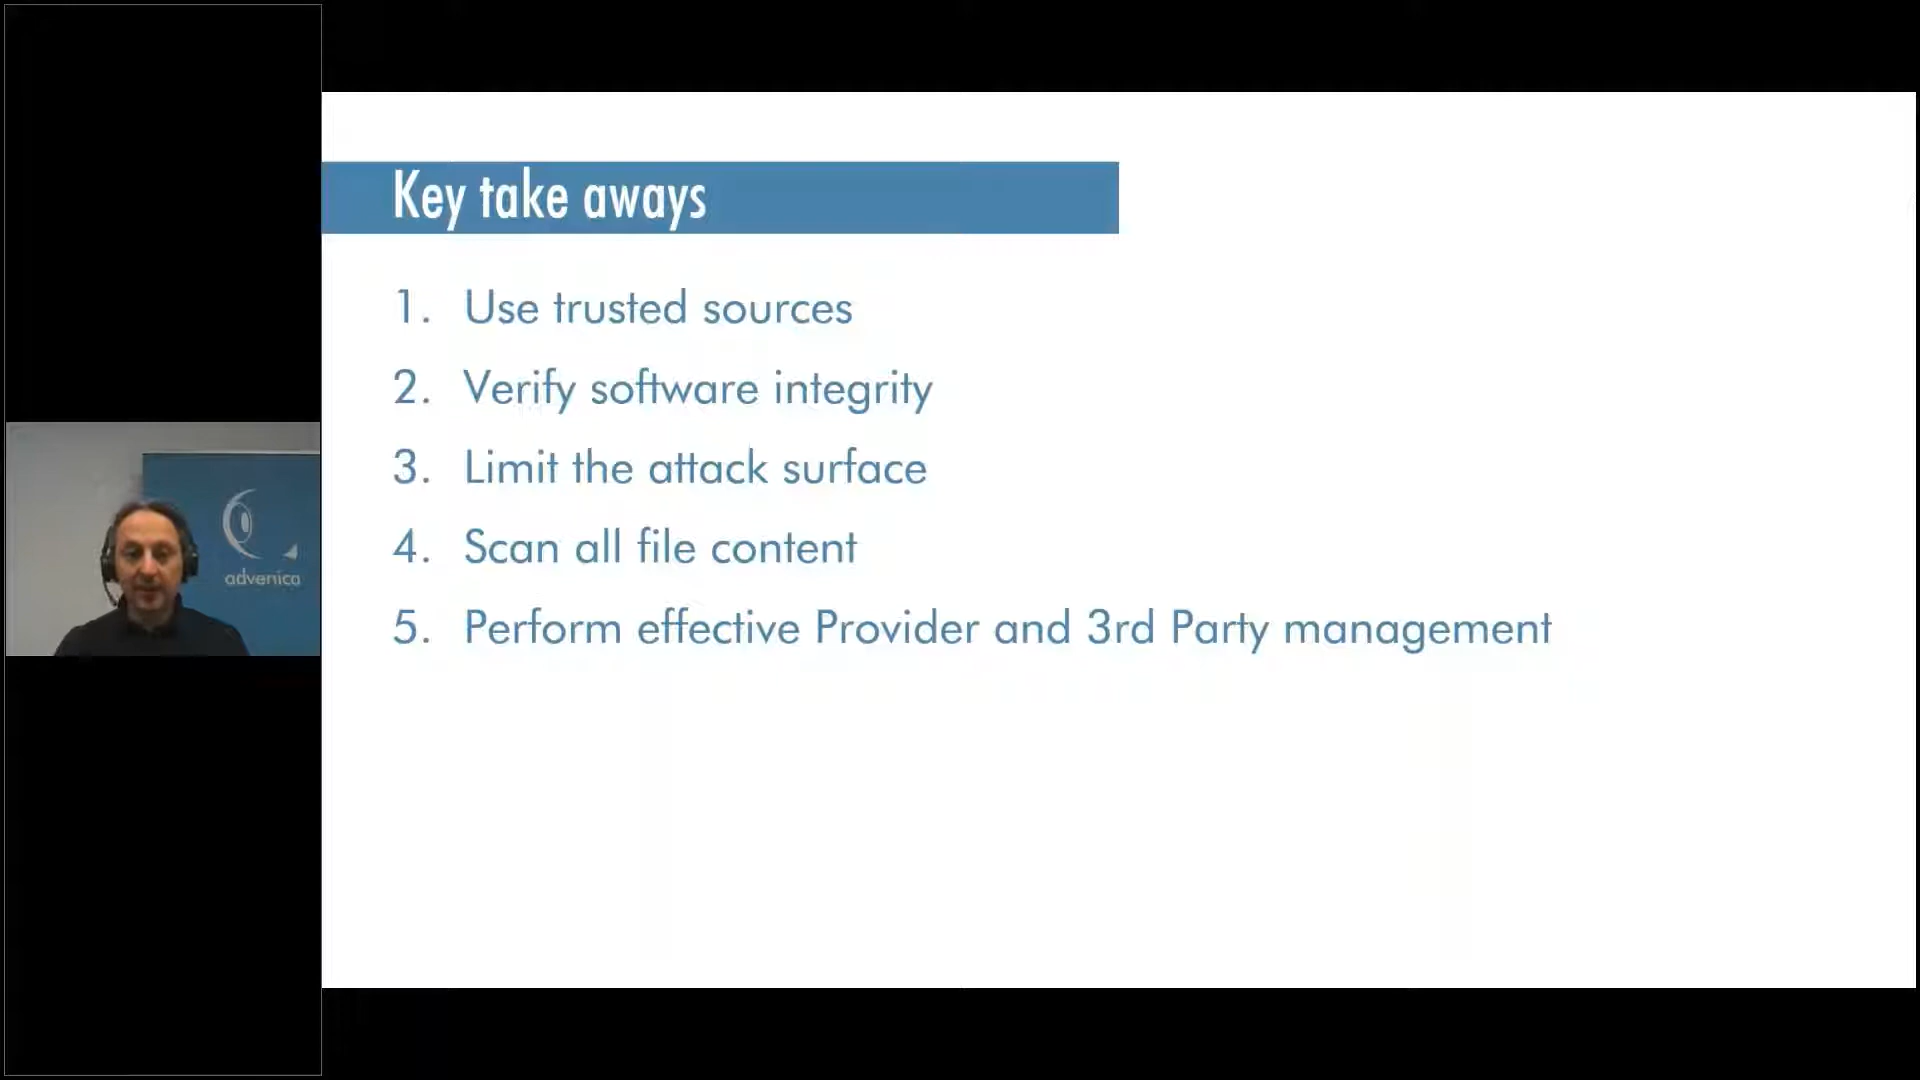 Key take aways
1. Use trusted sources
2. Verify software integrity
3. Limit the attack surface
4. Scan all file content
5. Perform effective Provider and 3rd Party management
advenica